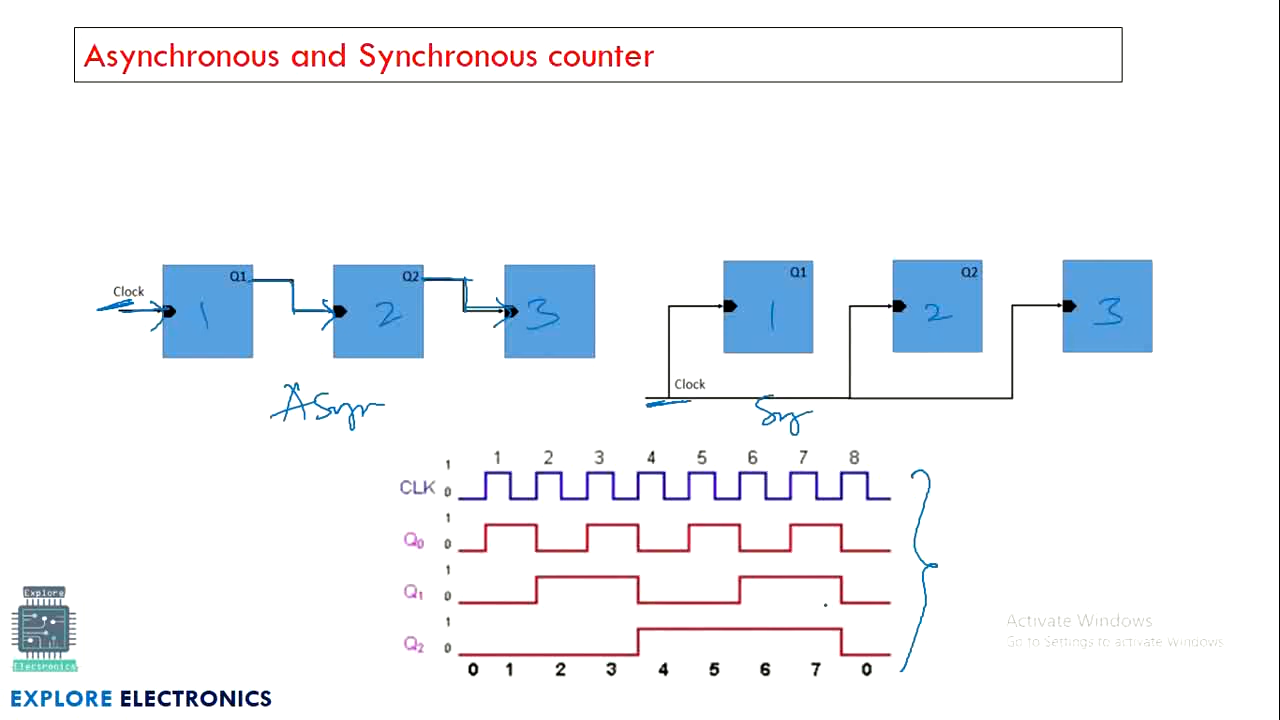 Asynchronous and Synchronous counter
Clock
Q1
1
Q2
2
3
Asyn
Q1
1
Q2
2
3
Clock
Sy
1 2 3 4 5 6 7 8
CLK 1 0
Q0 1 0
Q1 1 0
Q2 1 0
0 1 2 3 4 5 6 7 0
Explore
Electronics
EXPLORE ELECTRONICS
Activate Windows
Go to Settings to activate Windows